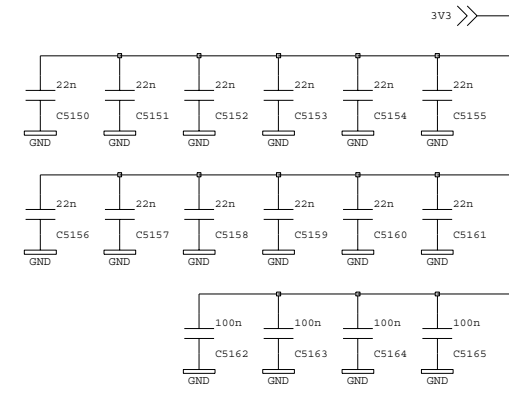 3V3
22n 22n 22n 22n 22n 22n
C5150 C5151 C5152 C5153 C5154 C5155
GND GND GND GND GND GND
22n 22n 22n 22n 22n 22n
C5156 C5157 C5158 C5159 C5160 C5161
GND GND GND GND GND GND
100n 100n 100n 100n
C5162 C5163 C5164 C5165
GND GND GND GND